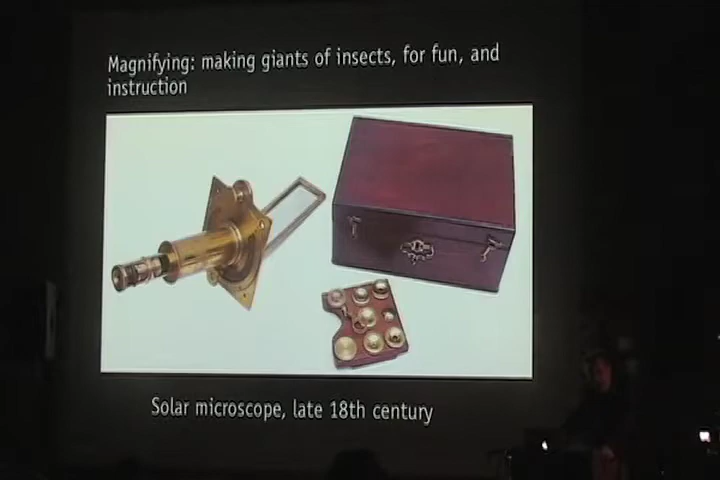 Magnifying: making giants of insects, for fun, and
instruction
Solar microscope, late 18th century